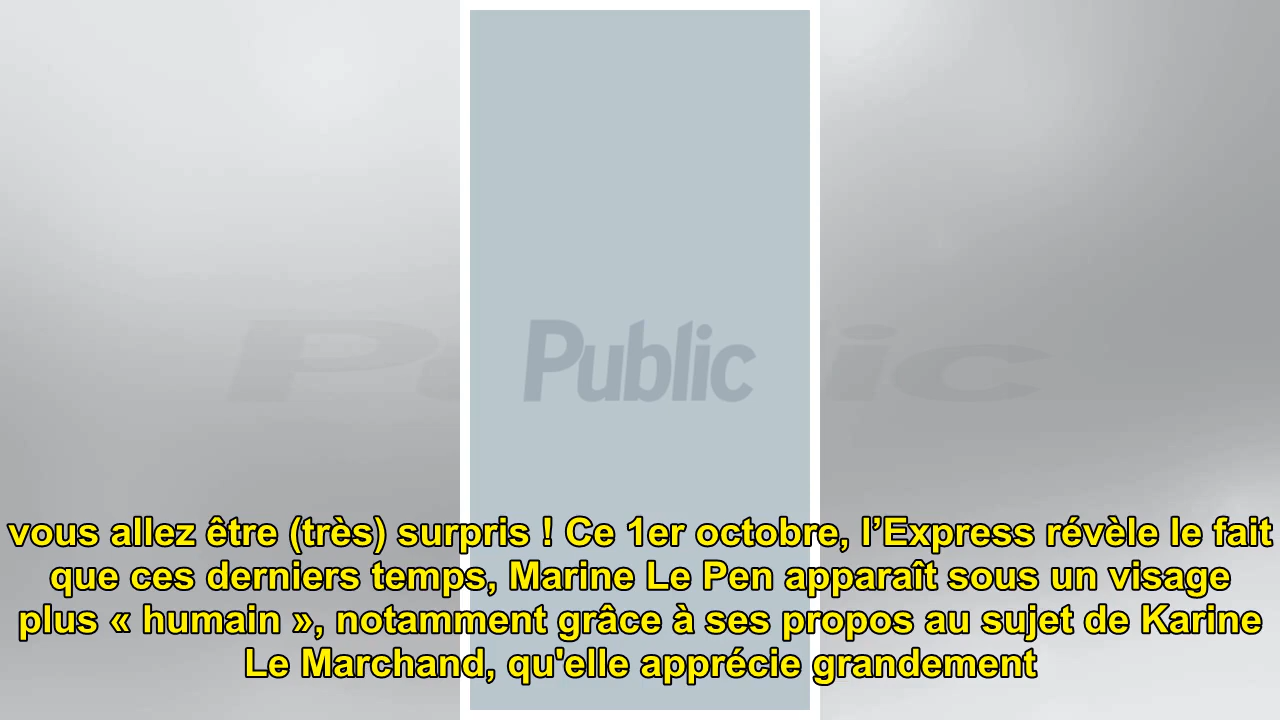 Public
Public
vous allez être (très) surpris ! Ce 1er octobre, l’Express révèle le fait
que ces derniers temps, Marine Le Pen apparaît sous un visage
plus « humain », notamment grâce à ses propos au sujet de Karine
Le Marchand, qu'elle apprécie grandement